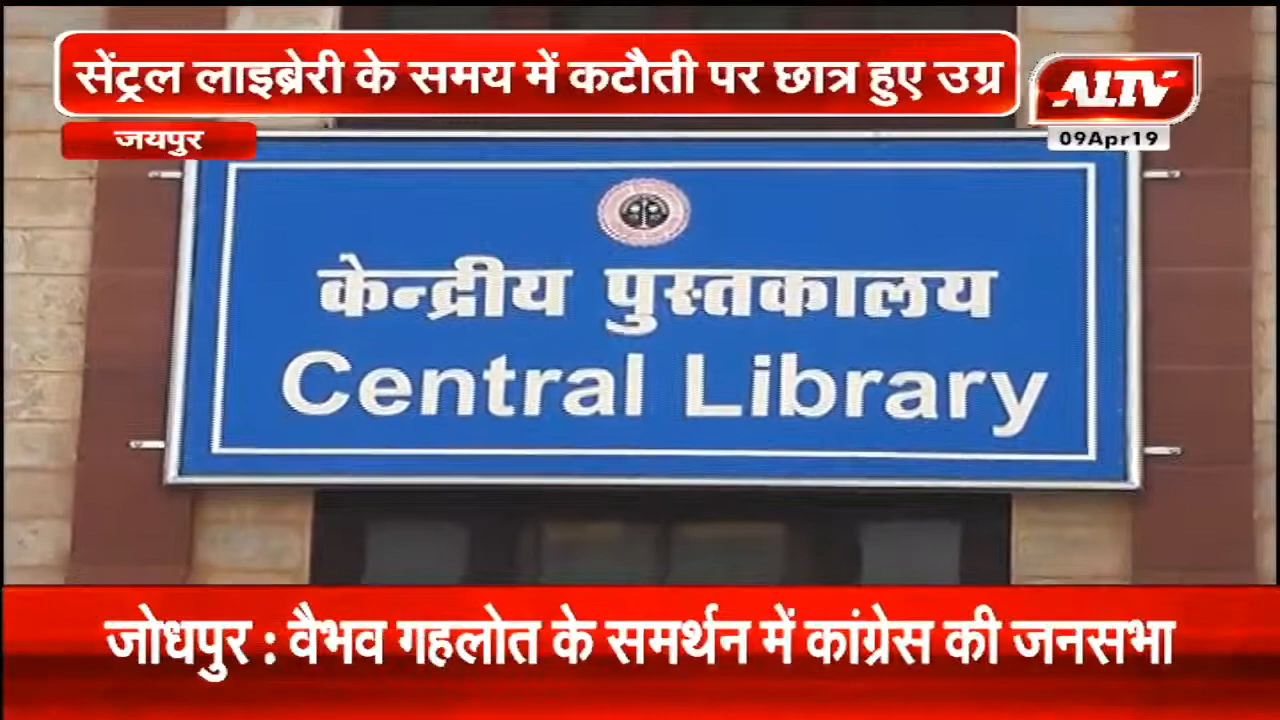 सेंट्रल लाइब्रेरी के समय में कटौती पर छात्र हुए उग्र
ALTV
जयपुर
09Apr19
केन्द्रीय पुस्तकालय
Central Library
जोधपुर : वैभव गहलोत के समर्थन में कांग्रेस की जनसभा